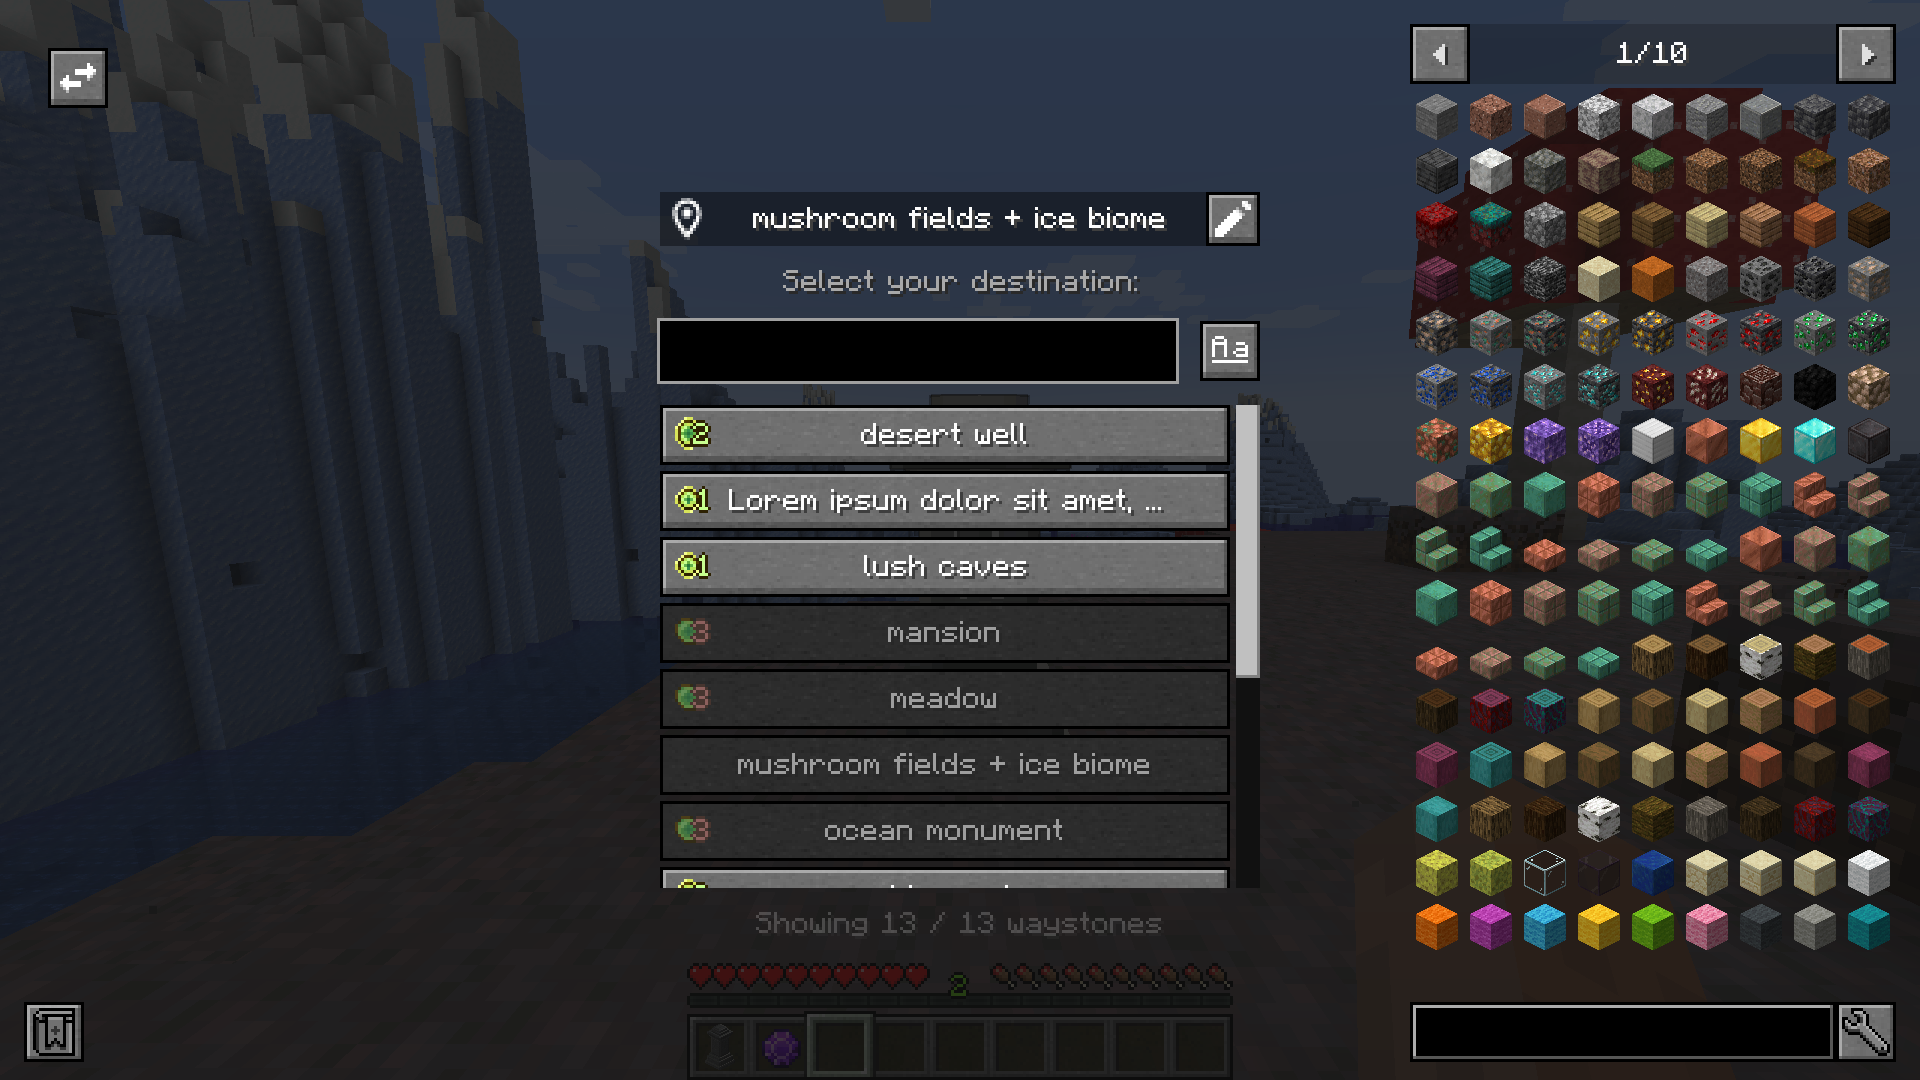 1/10
mushroom fields + ice biome
Select your destination:
Aa
2 desert well
1 Lorem ipsum dolor sit amet, ...
1 lush caves
3 mansion
3 meadow
mushroom fields + ice biome
3 ocean monument
Showing 13 / 13 waystones
2